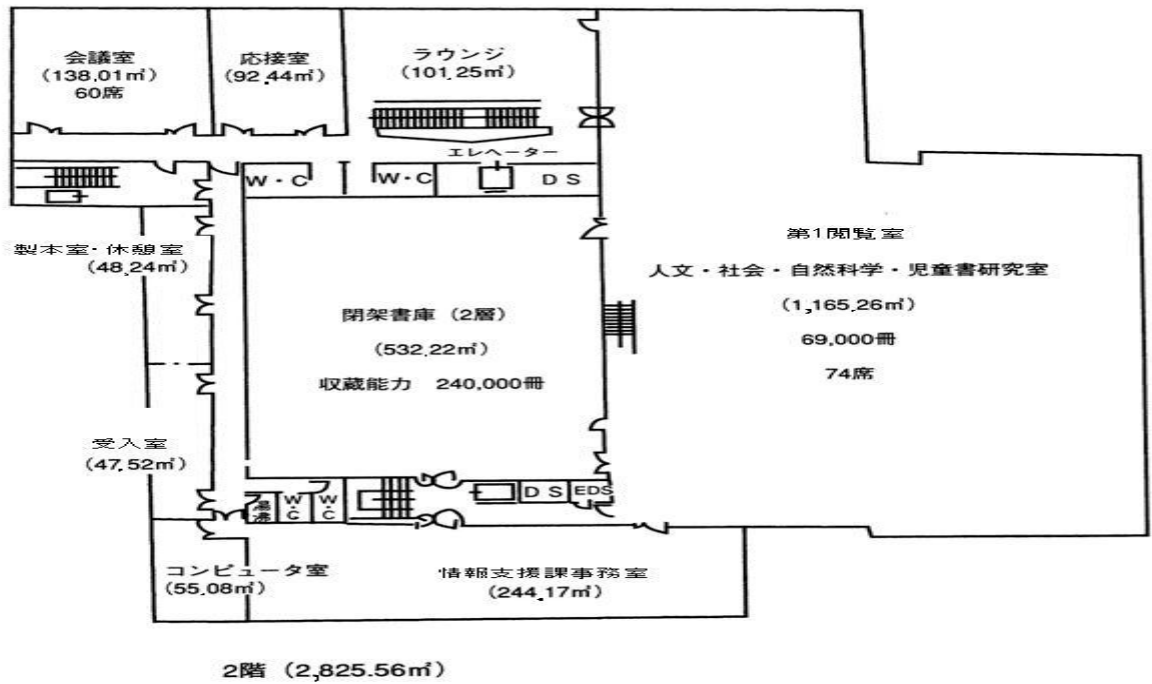 会議室
(138.01㎡)
60席
応接室
(92.44㎡)
ラウンジ
(101.25㎡)
エレベーター
W・C
W・C
D S
製本室・休憩室
(48.24㎡)
第1閲覧室
人文・社会・自然科学・児童書研究室
(1,165.26㎡)
69,000冊
74席
閉架書庫 (2層)
(532.22㎡)
収蔵能力 240,000冊
受入室
(47.52㎡)
湯沸
W・C
W・C
D S
EDS
コンピュータ室
(55.08㎡)
情報支援課事務室
(244.17㎡)
2階 (2,825.56㎡)